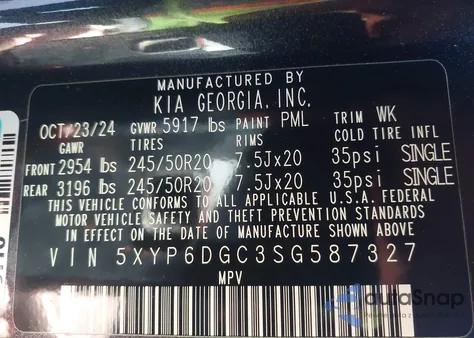 MANUFACTURED BY
KIA GEORGIA, INC.
OCT/23/24 GVWR 5917 lbs PAINT PML TRIM WK
GAWR TIRES RIMS COLD TIRE INFL
FRONT 2954 lbs 245/50R20 7.5Jx20 35psi SINGLE
REAR 3196 lbs 245/50R20 7.5Jx20 35psi SINGLE
THIS VEHICLE CONFORMS TO ALL APPLICABLE U.S.A. FEDERAL
MOTOR VEHICLE SAFETY AND THEFT PREVENTION STANDARDS
IN EFFECT ON THE DATE OF MANUFACTURE SHOWN ABOVE
VIN 5XYP6DGC3SG587327
MPV
autaSnap